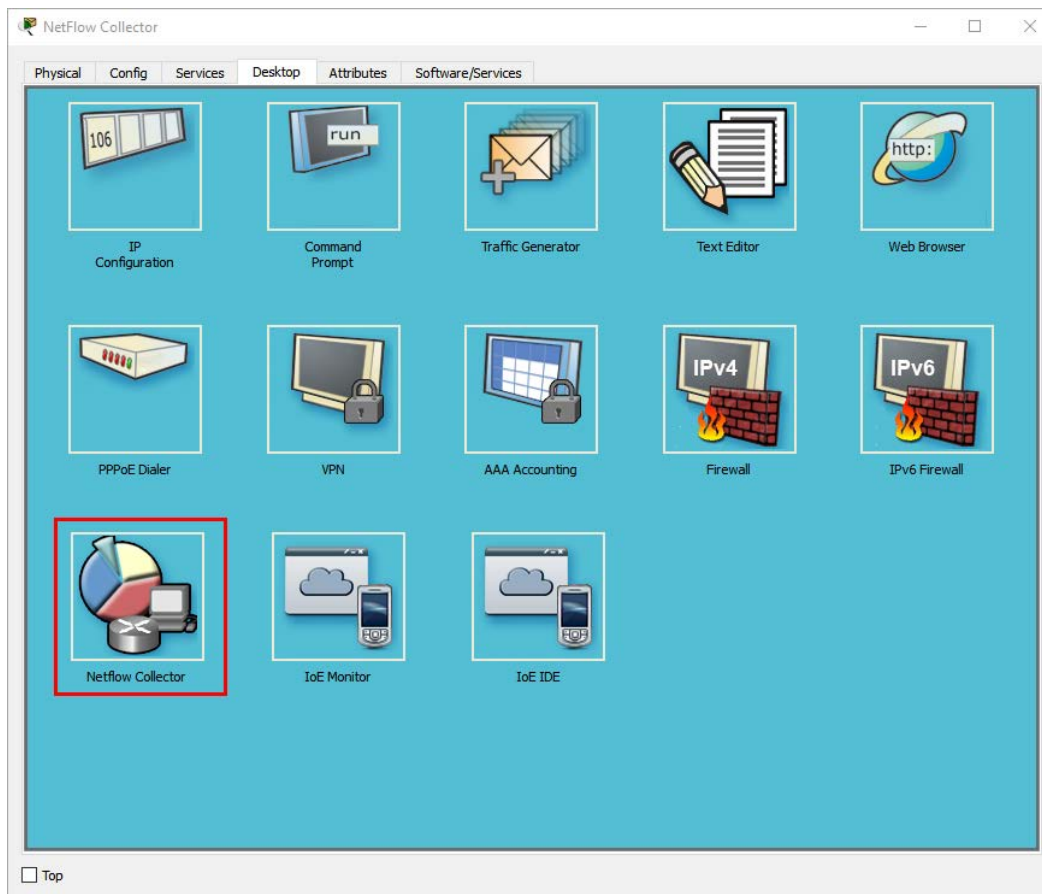 NetFlow Collector
Physical Config Services Desktop Attributes Software/Services
106
run
http:
IP
Configuration
Command
Prompt
Traffic Generator
Text Editor
Web Browser
IPv4
IPv6
PPPoE Dialer
VPN
AAA Accounting
Firewall
IPv6 Firewall
Netflow Collector
IoE Monitor
IoE IDE
Top